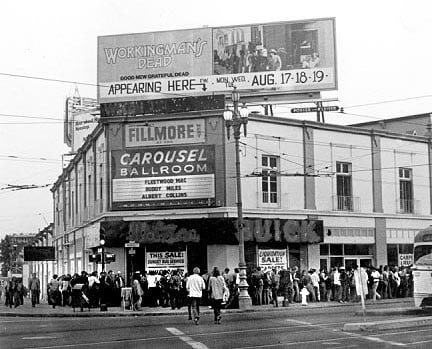 WORKINGMAN'S
DEAD
GOOD NEW GRATEFUL DEAD
APPEARING HERE MON. WED. AUG. 17-18-19
FILLMORE
CAROUSEL
BALLROOM
FLEETWOOD MAC
BUDDY MILES
ALBERT COLLINS
BUICK
THIS
SALE!
LIQUIDATION
SALE!